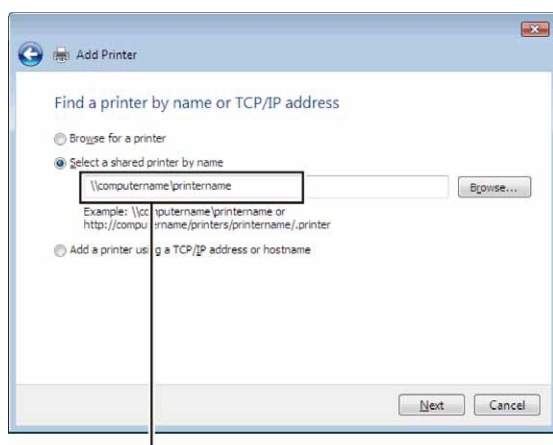 Add Printer
Find a printer by name or TCP/IP address
Browse for a printer
Select a shared printer by name
\\computername\printername
Browse...
Example: \\computername\printername or
http://computername/printers/printername/.printer
Add a printer using a TCP/IP address or hostname
Next
Cancel